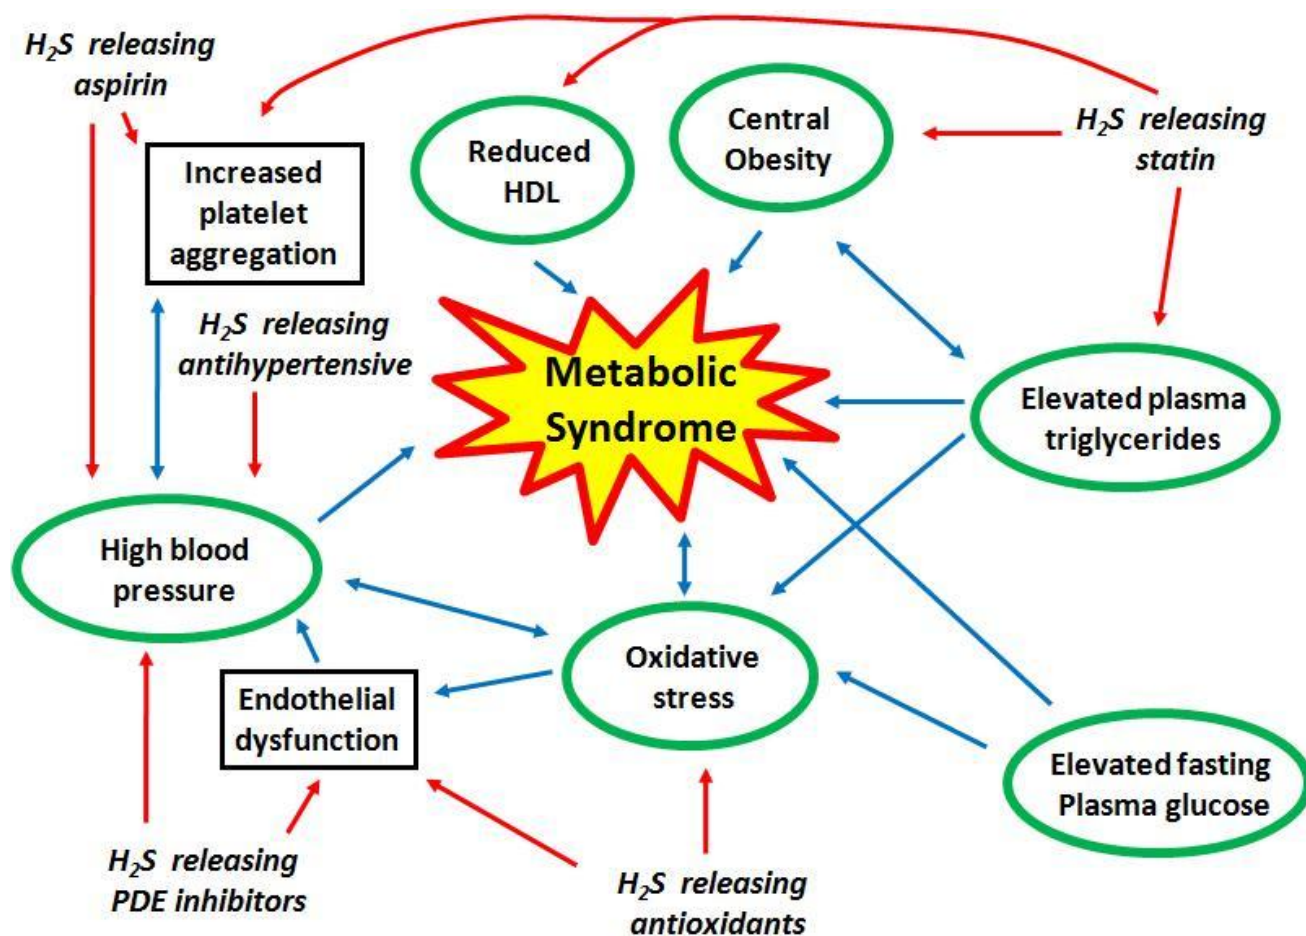 H₂S releasing
aspirin
Increased
platelet
aggregation
Reduced
HDL
Central
Obesity
H₂S releasing
statin
H₂S releasing
antihypertensive
Metabolic
Syndrome
Elevated plasma
triglycerides
High blood
pressure
Oxidative
stress
Endothelial
dysfunction
Elevated fasting
Plasma glucose
H₂S releasing
PDE inhibitors
H₂S releasing
antioxidants